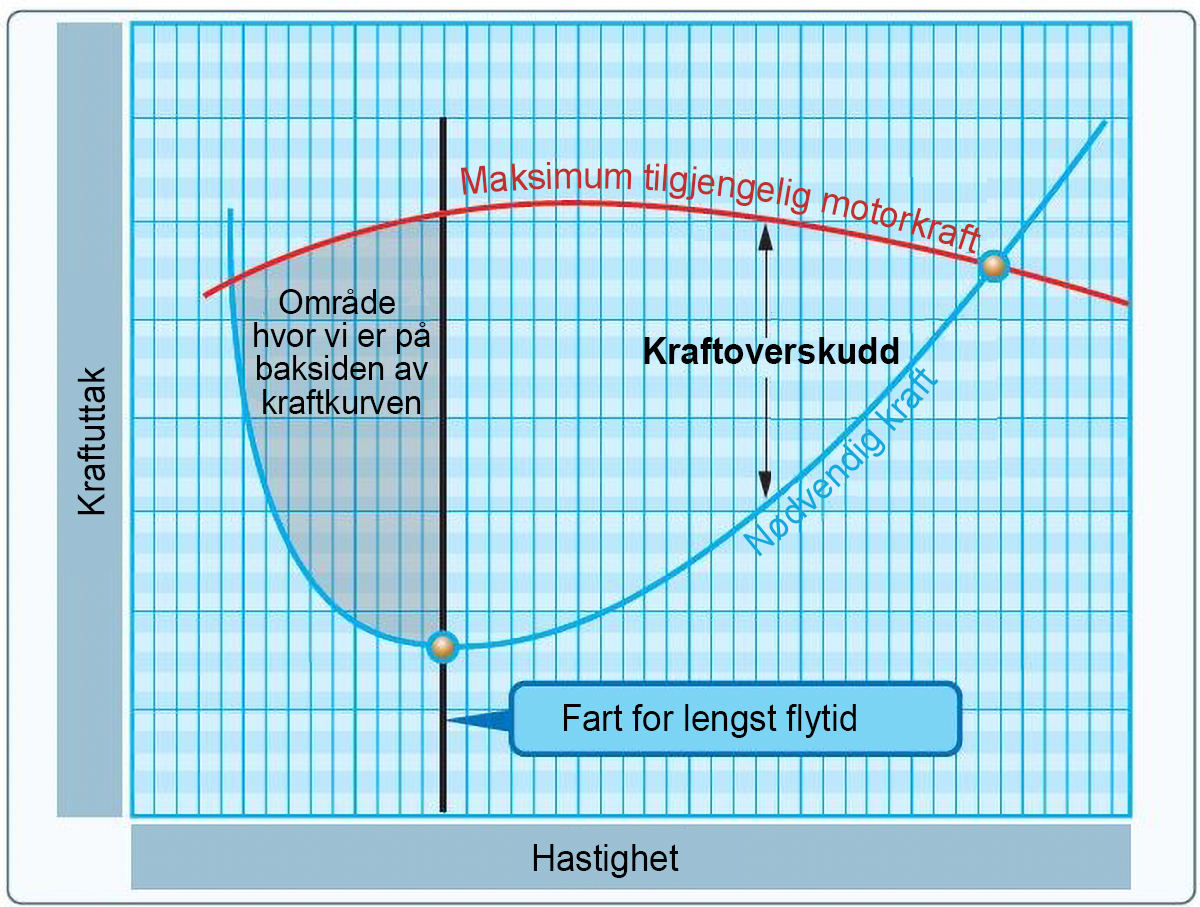 Maksimum tilgjengelig motorkraft
Område
hvor vi er på
baksiden av
kraftkurven
Kraftoverskudd
Nødvendig kraft
Kraftuttak
Fart for lengst flytid
Hastighet